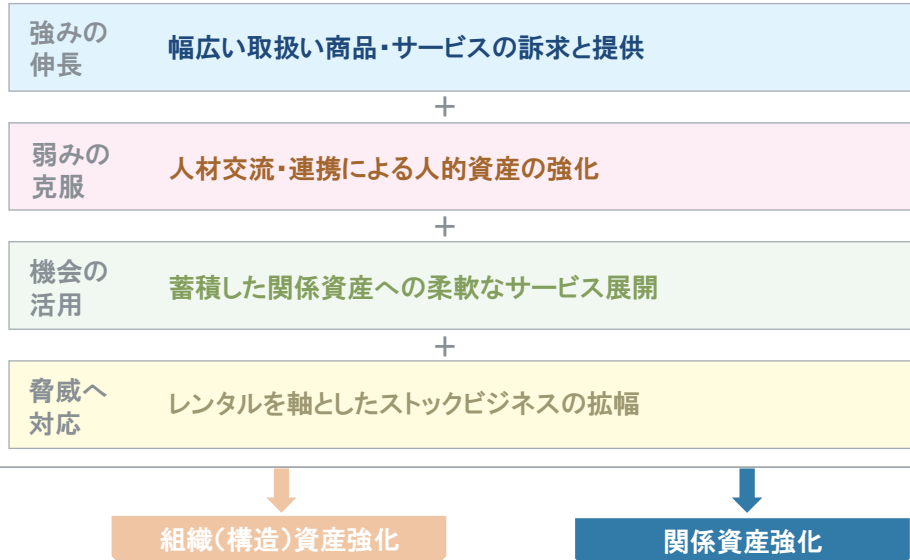 強みの
伸長
幅広い取扱い商品・サービスの訴求と提供
＋
弱みの
克服
人材交流・連携による人的資産の強化
＋
機会の
活用
蓄積した関係資産への柔軟なサービス展開
＋
脅威へ
対応
レンタルを軸としたストックビジネスの拡幅
組織(構造)資産強化
関係資産強化